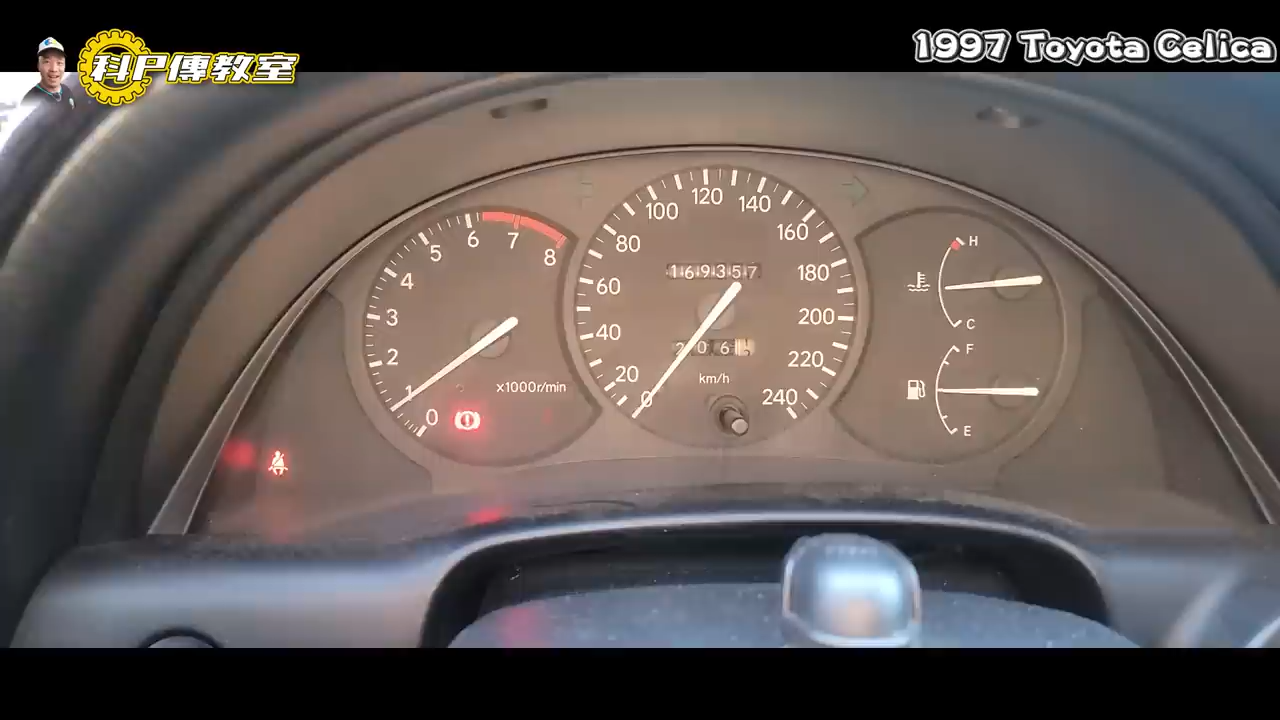 科P傳教室
1997 Toyota Celica
0
1
2
3
4
5
6
7
8
x1000r/min
0
20
40
60
80
100
120
140
160
180
200
220
240
169357
km/h
H
C
F
E